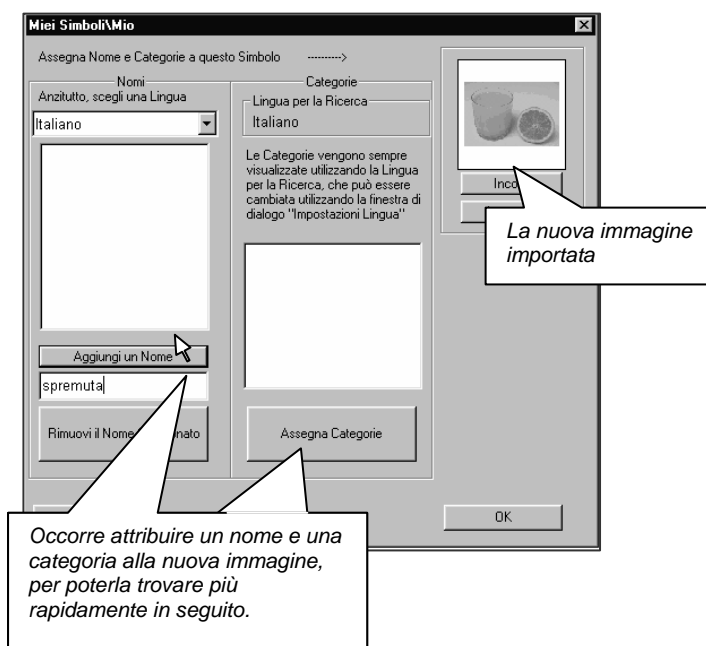 Miei Simboli\Mio
Assegna Nome e Categorie a questo Simbolo ---------->
Nomi
Anzitutto, scegli una Lingua
Italiano
Aggiungi un Nome
spremuta
Rimuovi il Nome
Categorie
Lingua per la Ricerca
Italiano
Le Categorie vengono sempre
visualizzate utilizzando la Lingua
per la Ricerca, che può essere
cambiata utilizzando la finestra di
dialogo "Impostazioni Lingua"
Assegna Categorie
La nuova immagine
importata
OK
Occorre attribuire un nome e una
categoria alla nuova immagine,
per poterla trovare più
rapidamente in seguito.